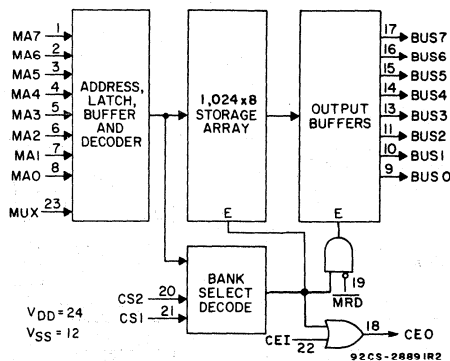 MA7 1
MA6 2
MA5 3
MA4 4
MA3 5
MA2 6
MA1 7
MA0 8
MUX 23
ADDRESS,
LATCH,
BUFFER
AND
DECODER
1,024x8
STORAGE
ARRAY
E
OUTPUT
BUFFERS
E
17 BUS7
16 BUS6
15 BUS5
14 BUS4
13 BUS3
11 BUS2
10 BUS1
9 BUS0
BANK
SELECT
DECODE
CS2 20
CS1 21
19
MRD
CEI 22
18 CEO
VDD = 24
VSS = 12
92CS-28891R2